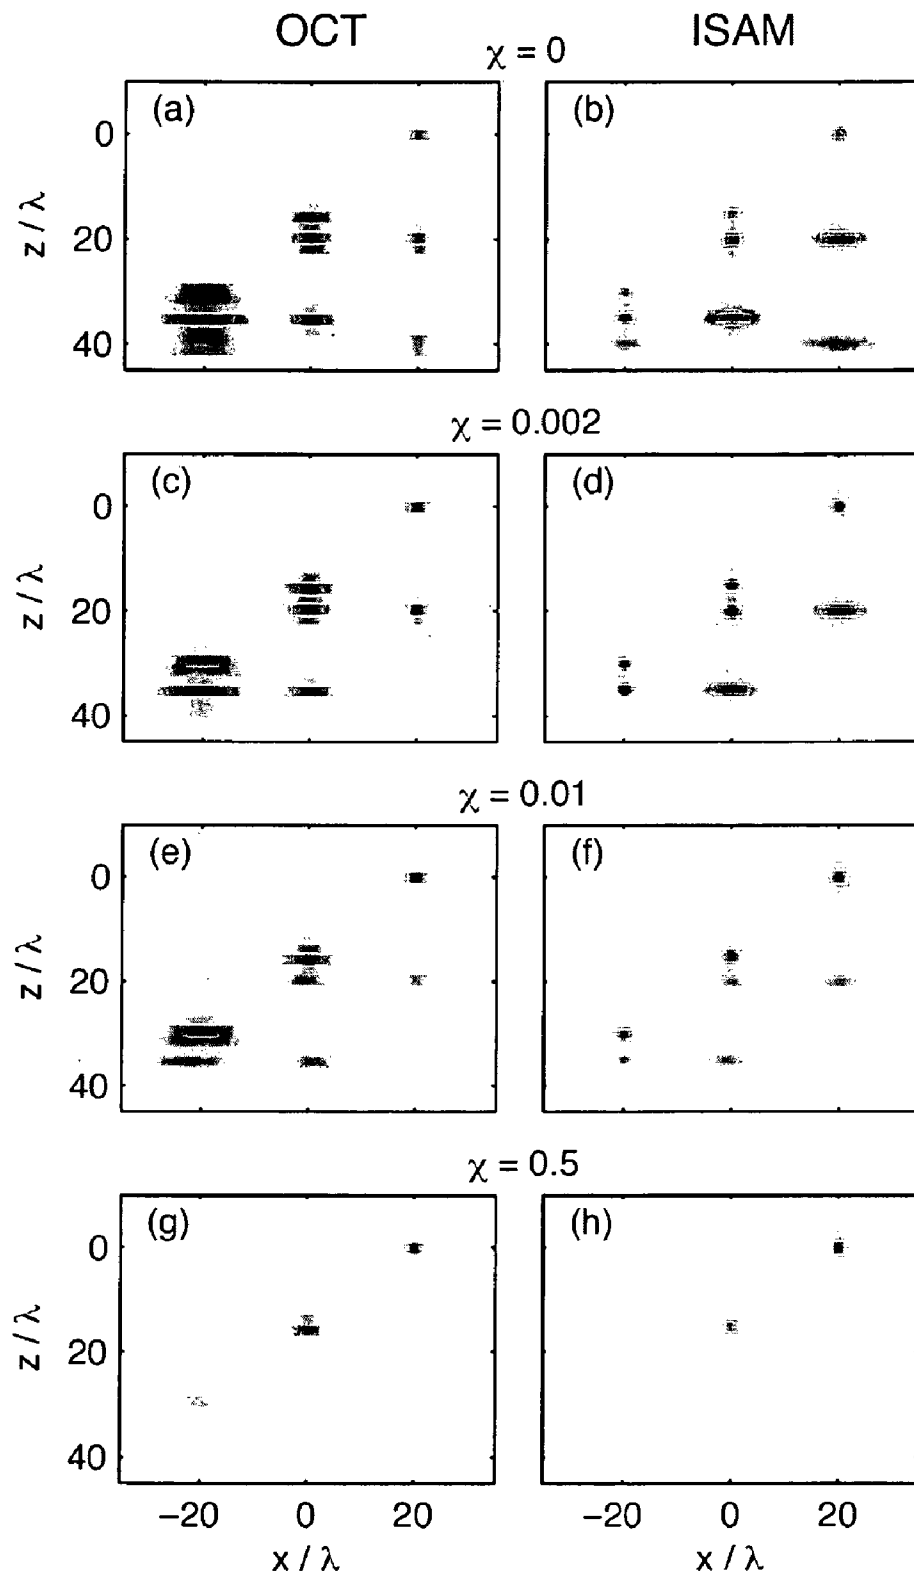 OCT ISAM
χ = 0
(a) (b)
0
20
40
z / λ
χ = 0.002
(c) (d)
0
20
40
z / λ
χ = 0.01
(e) (f)
0
20
40
z / λ
χ = 0.5
(g) (h)
0
20
40
z / λ
−20 0 20 −20 0 20
x / λ x / λ